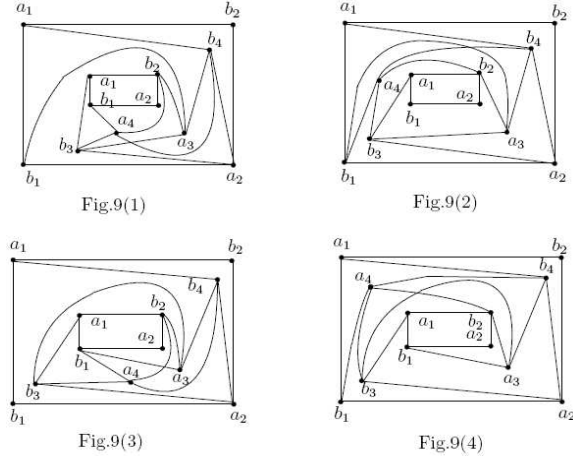 a₁ b₂ a₁ b₂
b₄ b₄
b₂ b₂
a₁ a₄ a₁
b₁ a₂ a₂
a₄ b₁
b₃ a₃ a₃
b₃
b₁ a₂ b₁ a₂
Fig.9(1) Fig.9(2)
a₁ b₂ a₁ b₂
b₄ a₄ b₄
b₂
a₁ a₁ b₂
a₂ a₂
b₁ b₁
a₄ a₃ a₃
b₃ b₃
b₁ a₂ b₁ a₂
Fig.9(3) Fig.9(4)